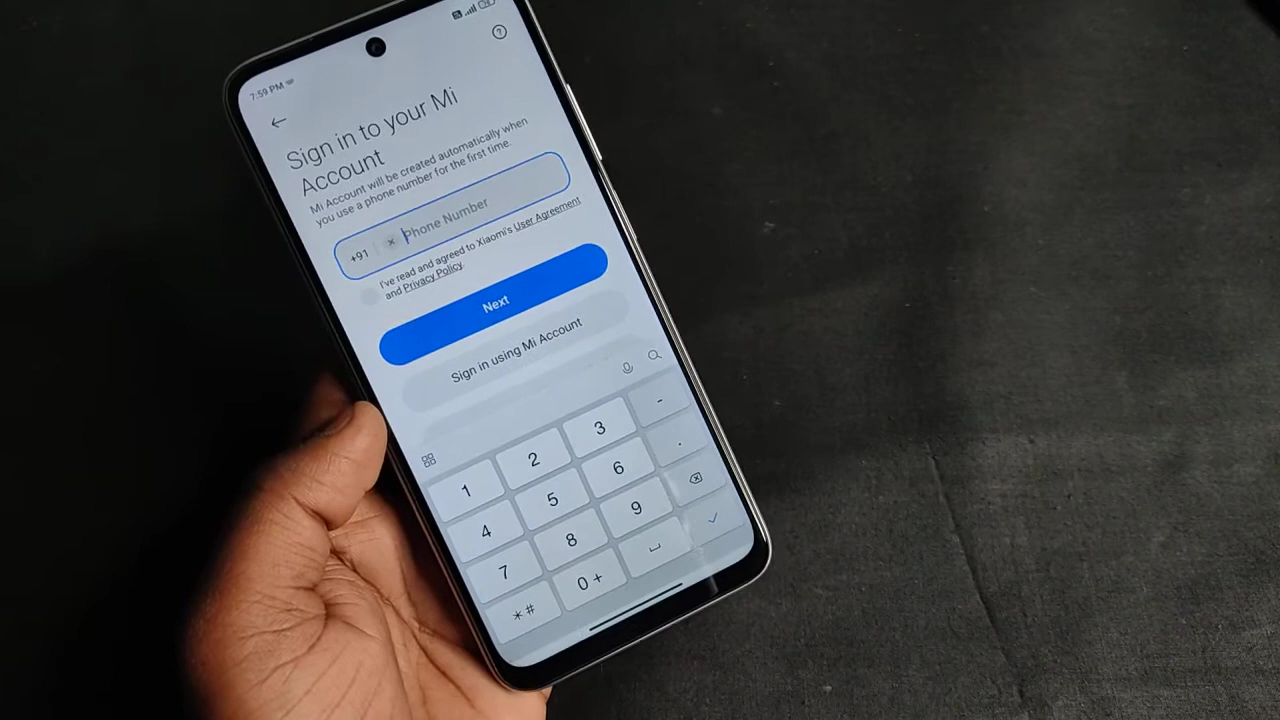 7:59 PM
Sign in to your Mi
Account
Mi Account will be created automatically when
you use a phone number for the first time.
+91
Phone Number
I've read and agreed to Xiaomi's User Agreement
and Privacy Policy.
Next
Sign in using Mi Account
1 2 3 -
4 5 6 .
7 8 9
*# 0 +